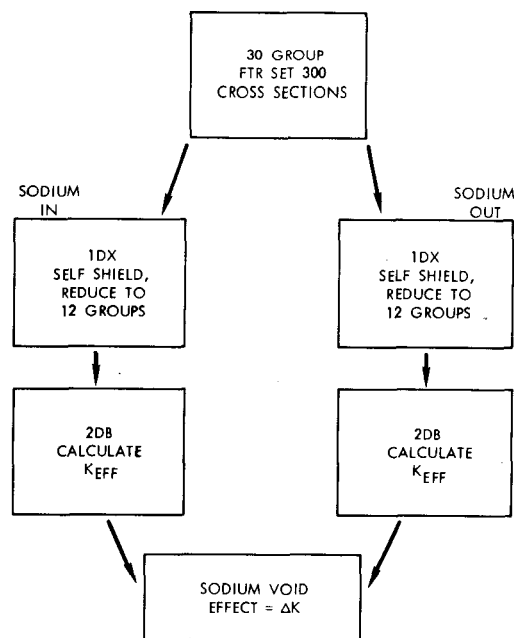 30 GROUP
FTR SET 300
CROSS SECTIONS
SODIUM
IN
SODIUM
OUT
1DX
SELF SHIELD,
REDUCE TO
12 GROUPS
1DX
SELF SHIELD,
REDUCE TO
12 GROUPS
2DB
CALCULATE
KEFF
2DB
CALCULATE
KEFF
SODIUM VOID
EFFECT = ΔK